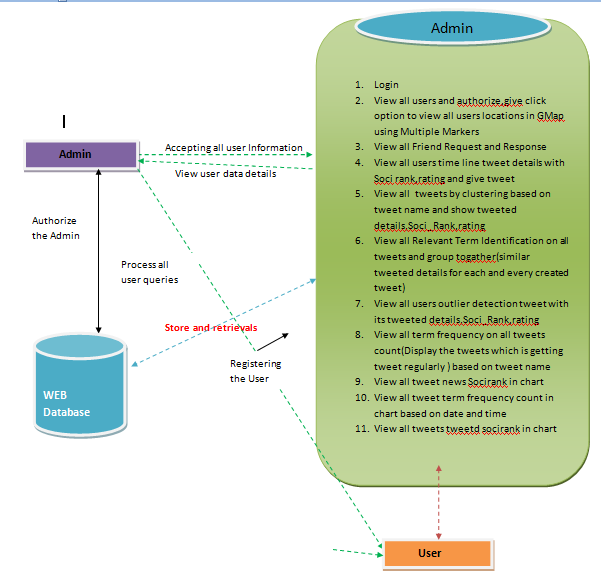 Admin
1. Login
2. View all users and authorize,give click
option to view all users locations in GMap
using Multiple Markers
3. View all Friend Request and Response
4. View all users time line tweet details with
Soci rank,rating and give tweet
5. View all tweets by clustering based on
tweet name and show tweeted
details,Soci_Rank,rating
6. View all Relevant Term Identification on all
tweets and group togather(similar
tweeted details for each and every created
tweet)
7. View all users outlier detection tweet with
its tweeted details,Soci_Rank,rating
8. View all term frequency on all tweets
count(Display the tweets which is getting
tweet regularly ) based on tweet name
9. View all tweet news Socirank in chart
10. View all tweet term frequency count in
chart based on date and time
11. View all tweets tweetd socirank in chart
Admin
Accepting all user Information
View user data details
Authorize
the Admin
Process all
user queries
Store and retrievals
Registering
the User
WEB
Database
User